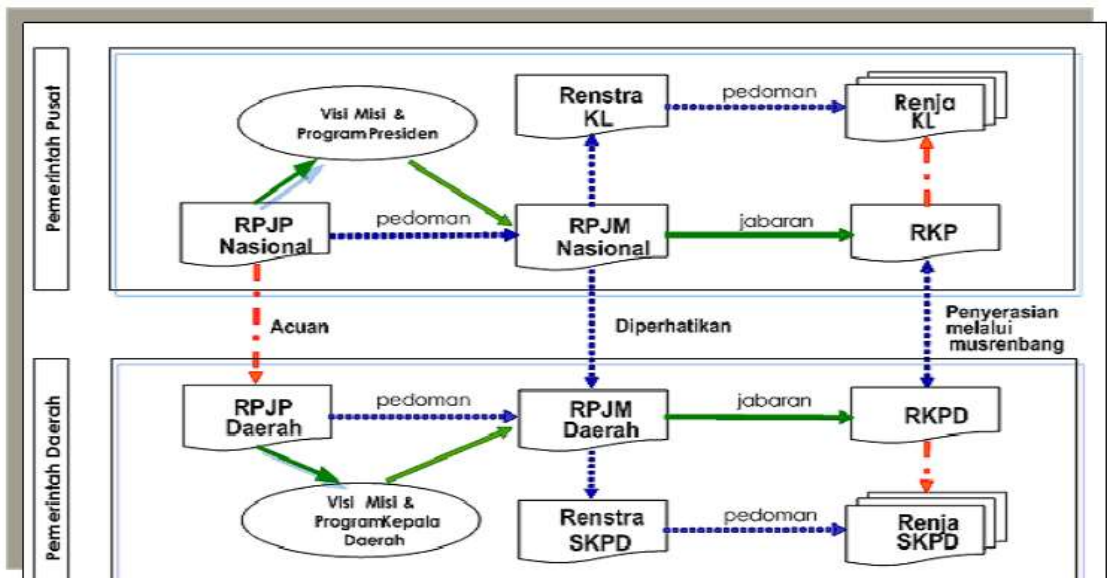 Pemerintah Pusat
Visi Misi &
Program Presiden
Renstra
KL
pedoman
Renja
KL
RPJP
Nasional
pedoman
RPJM
Nasional
jabaran
RKP
Acuan
Diperhatikan
Penyerasian
melalui
musrenbang
Pemerintah Daerah
RPJP
Daerah
pedoman
RPJM
Daerah
jabaran
RKPD
Visi Misi &
ProgramKepala
Daerah
Renstra
SKPD
pedoman
Renja
SKPD